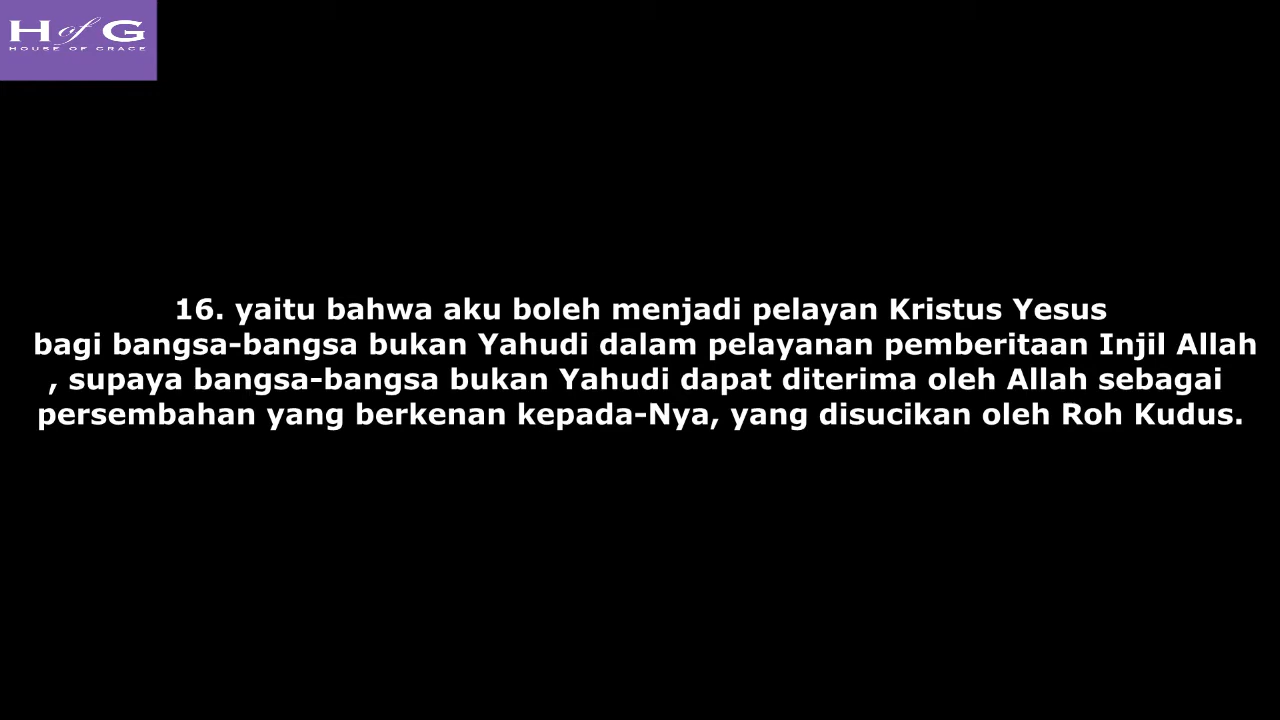 H of G
HOUSE OF GRACE
16. yaitu bahwa aku boleh menjadi pelayan Kristus Yesus
bagi bangsa-bangsa bukan Yahudi dalam pelayanan pemberitaan Injil Allah
, supaya bangsa-bangsa bukan Yahudi dapat diterima oleh Allah sebagai
persembahan yang berkenan kepada-Nya, yang disucikan oleh Roh Kudus.